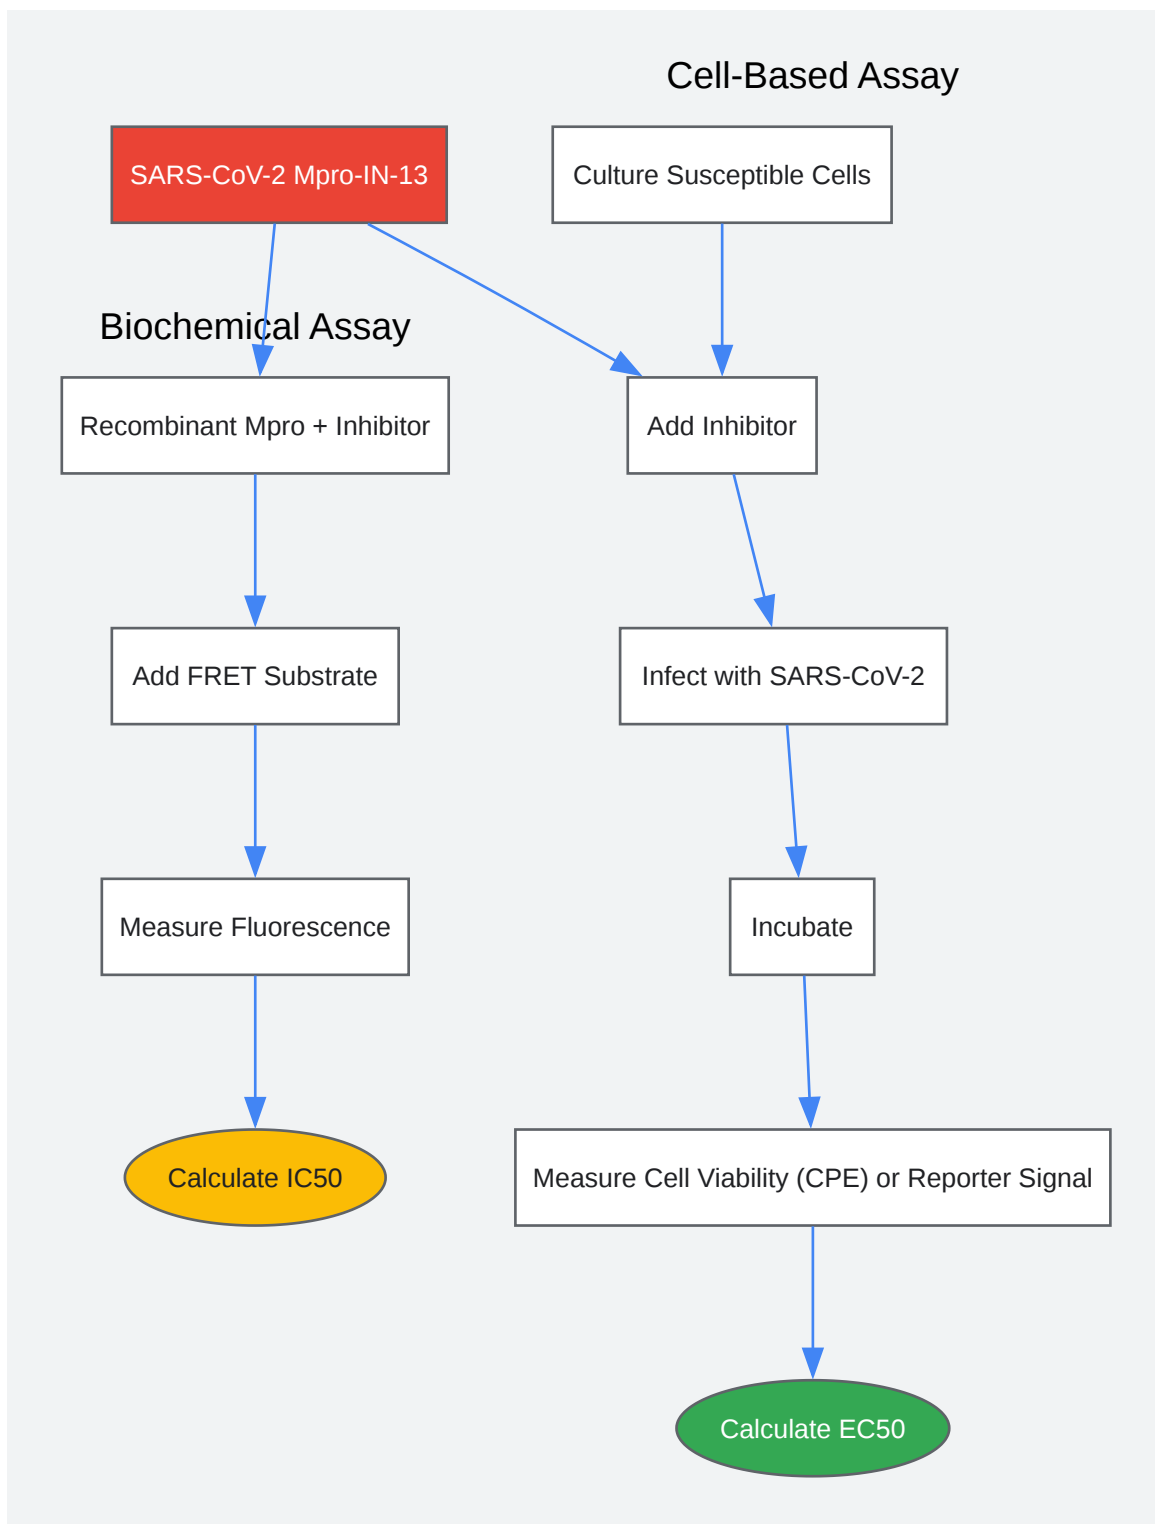 Cell-Based Assay
SARS-CoV-2 Mpro-IN-13
Culture Susceptible Cells
Biochemical Assay
Recombinant Mpro + Inhibitor
Add Inhibitor
Add FRET Substrate
Infect with SARS-CoV-2
Measure Fluorescence
Incubate
Calculate IC50
Measure Cell Viability (CPE) or Reporter Signal
Calculate EC50